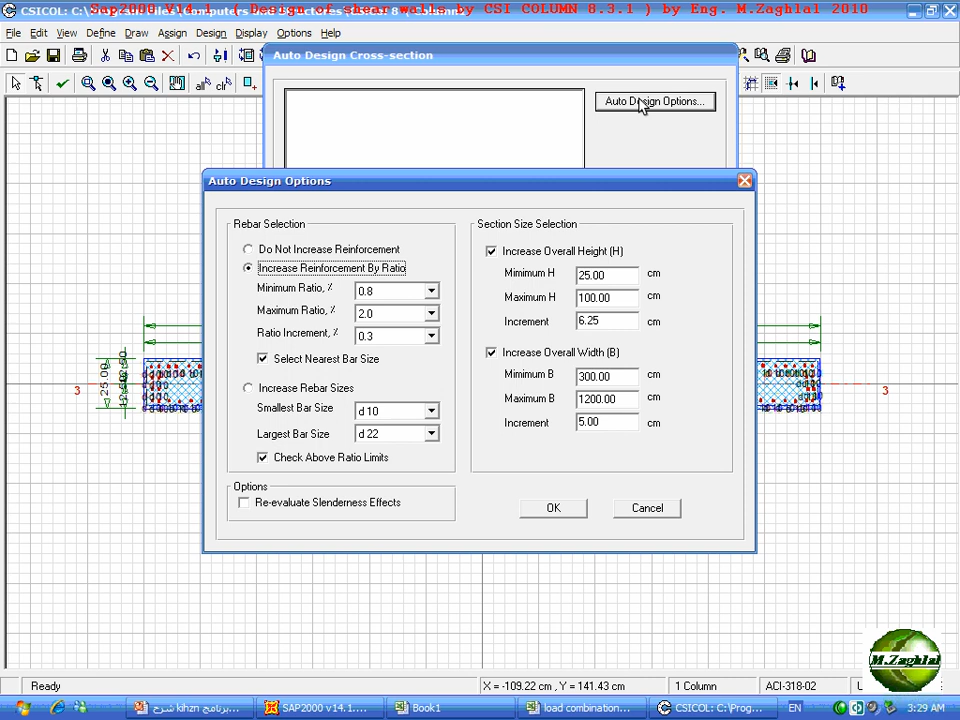 Sap2000 V14.1. ( Design of shear walls by CSI COLUMN 8.3.1 ) by Eng. M.Zaghlal 2010
File Edit View Define Draw Assign Design Display Options Help
Auto Design Cross-section
Auto Design Options...
Auto Design Options
Rebar Selection
Do Not Increase Reinforcement
Increase Reinforcement By Ratio
Minimum Ratio, % 0.8
Maximum Ratio, % 2.0
Ratio Increment, % 0.3
Select Nearest Bar Size
Increase Rebar Sizes
Smallest Bar Size d 10
Largest Bar Size d 22
Check Above Ratio Limits
Options
Re-evaluate Slenderness Effects
Section Size Selection
Increase Overall Height (H)
Mimimum H 25.00 cm
Maximum H 100.00 cm
Increment 6.25 cm
Increase Overall Width (B)
Mimimum B 300.00 cm
Maximum B 1200.00 cm
Increment 5.00 cm
OK Cancel
25.00
3 3
M.Zaghlal
Ready X = -109.22 cm , Y = 141.43 cm 1 Column ACI-318-02
برنامج kihzn شرح... SAP2000 v14.1.... Book1 load combination... CSICOL: C:\Prog... EN 3:29 AM